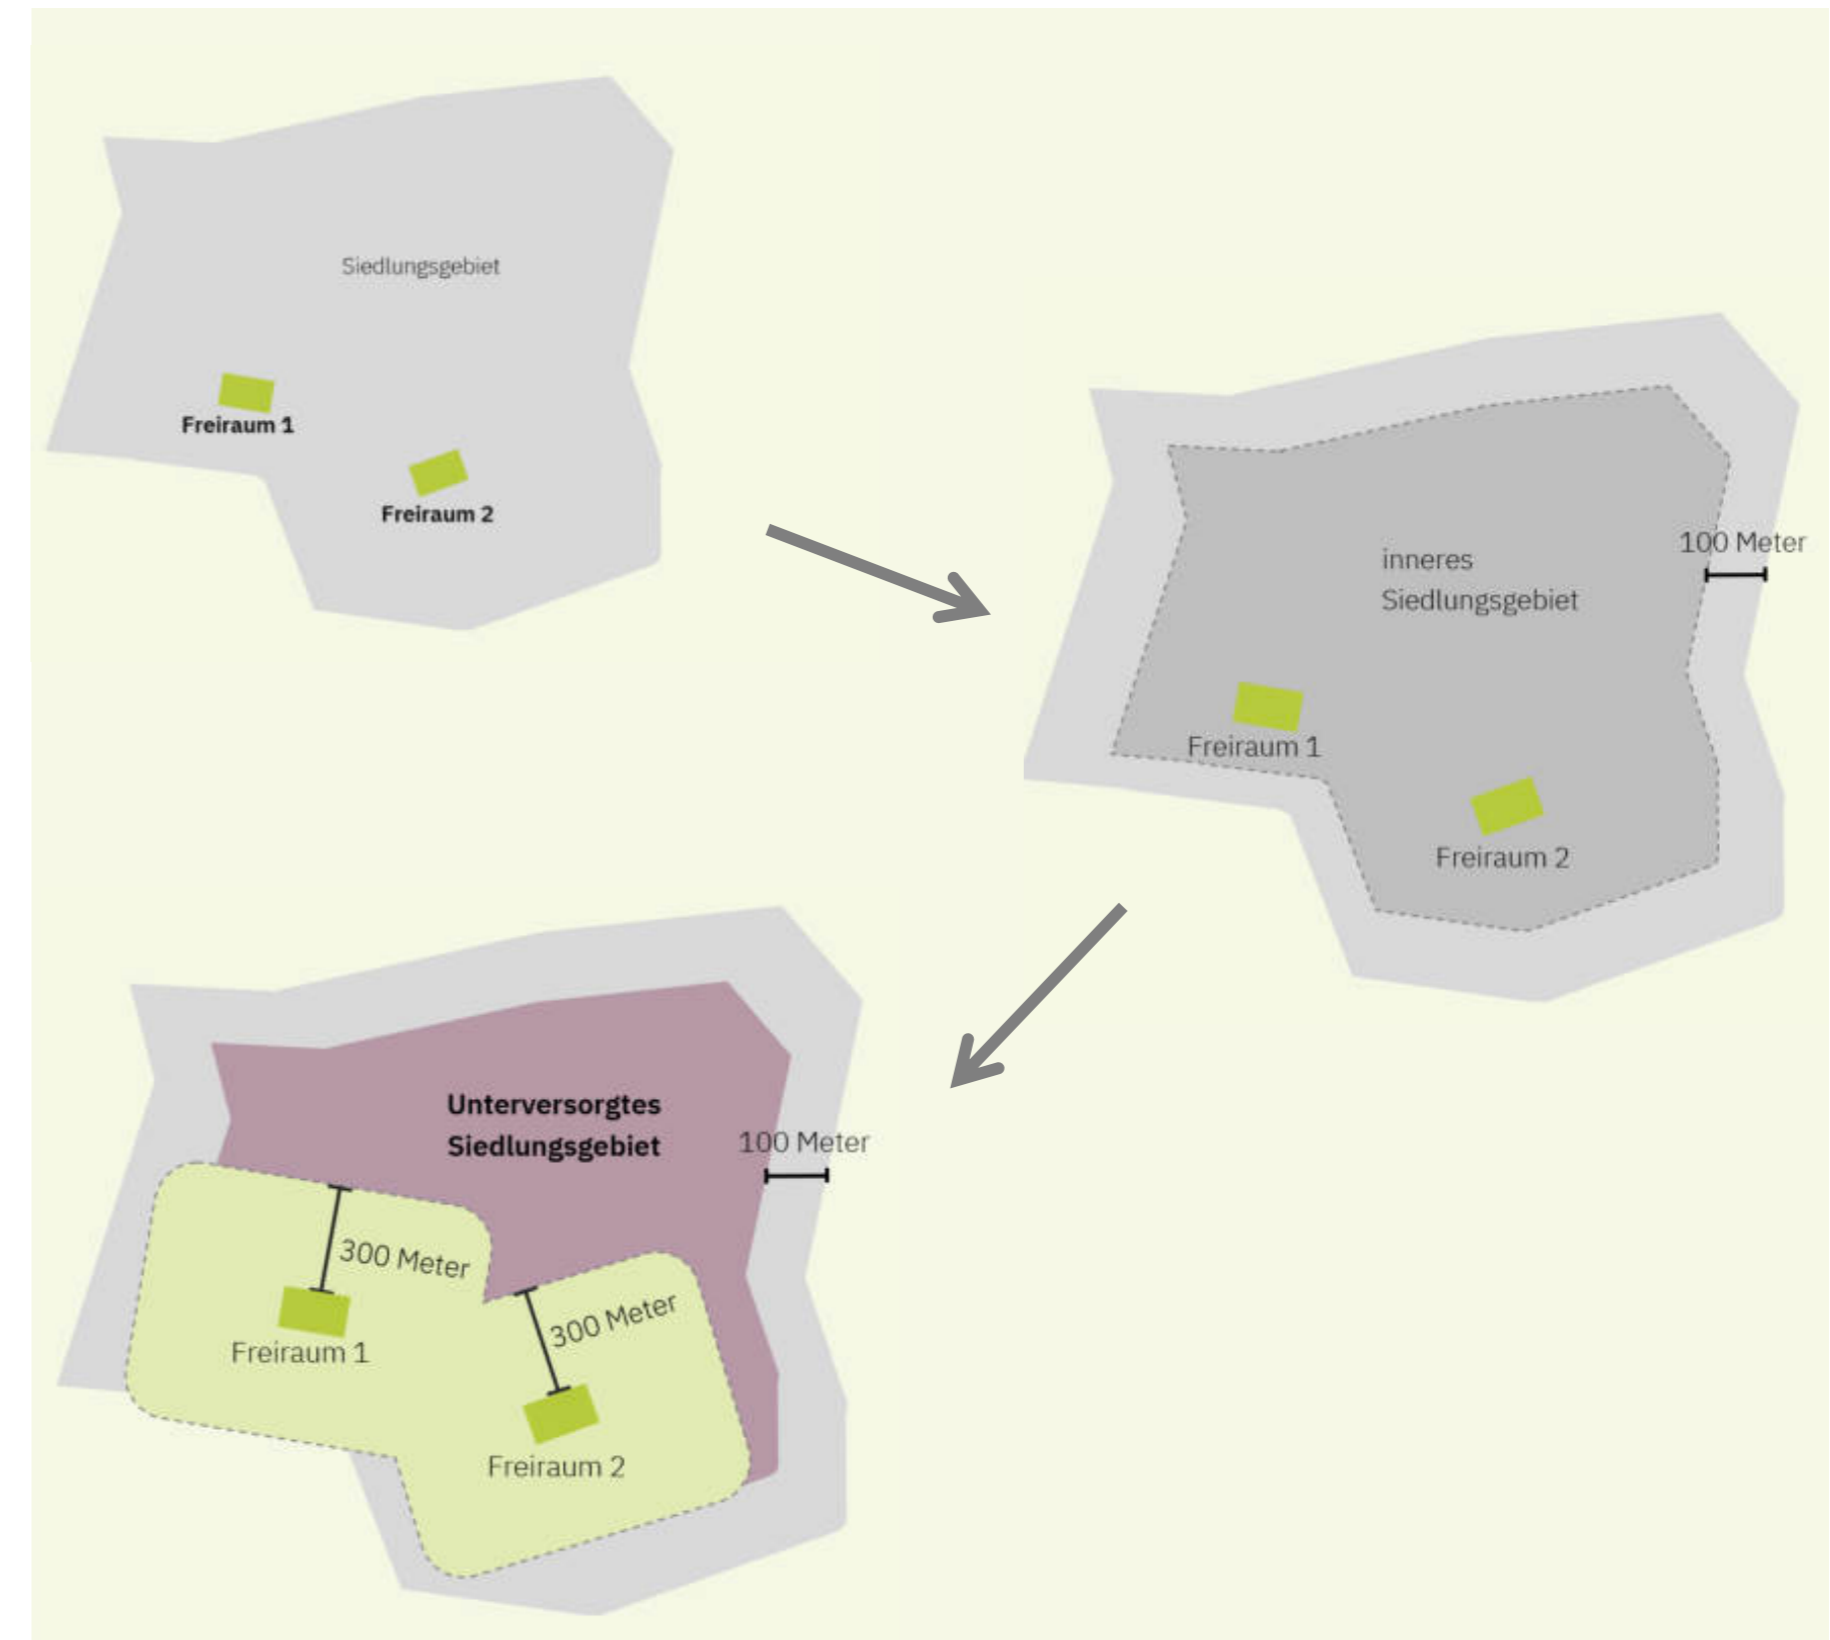 Siedlungsgebiet
Freiraum 1
Freiraum 2
100 Meter
inneres
Siedlungsgebiet
Freiraum 1
Freiraum 2
Unterversorgtes
Siedlungsgebiet
100 Meter
300 Meter
300 Meter
Freiraum 1
Freiraum 2